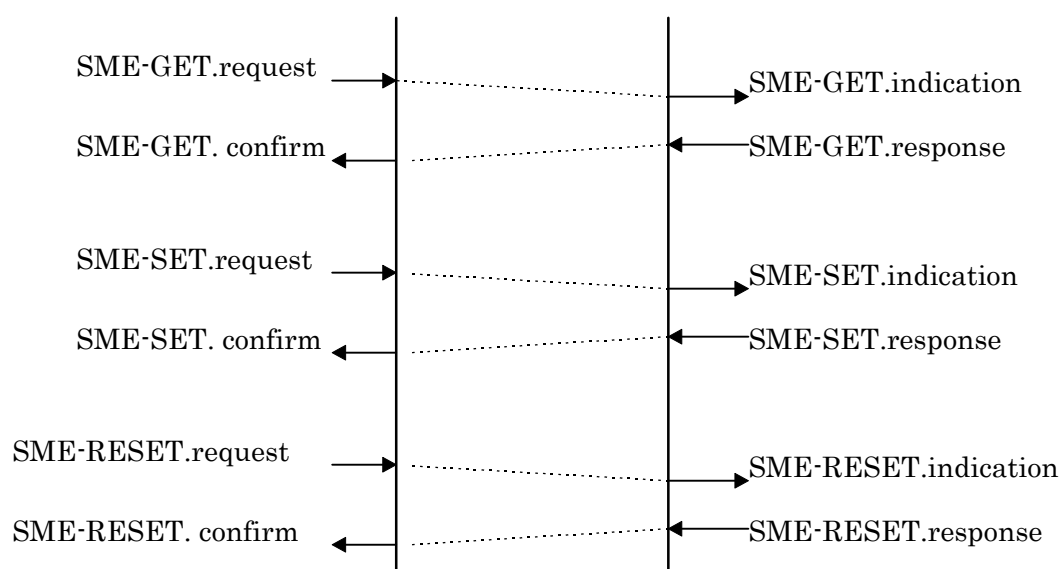 SME-GET.request
SME-GET.indication
SME-GET. confirm
SME-GET.response
SME-SET.request
SME-SET.indication
SME-SET. confirm
SME-SET.response
SME-RESET.request
SME-RESET.indication
SME-RESET. confirm
SME-RESET.response